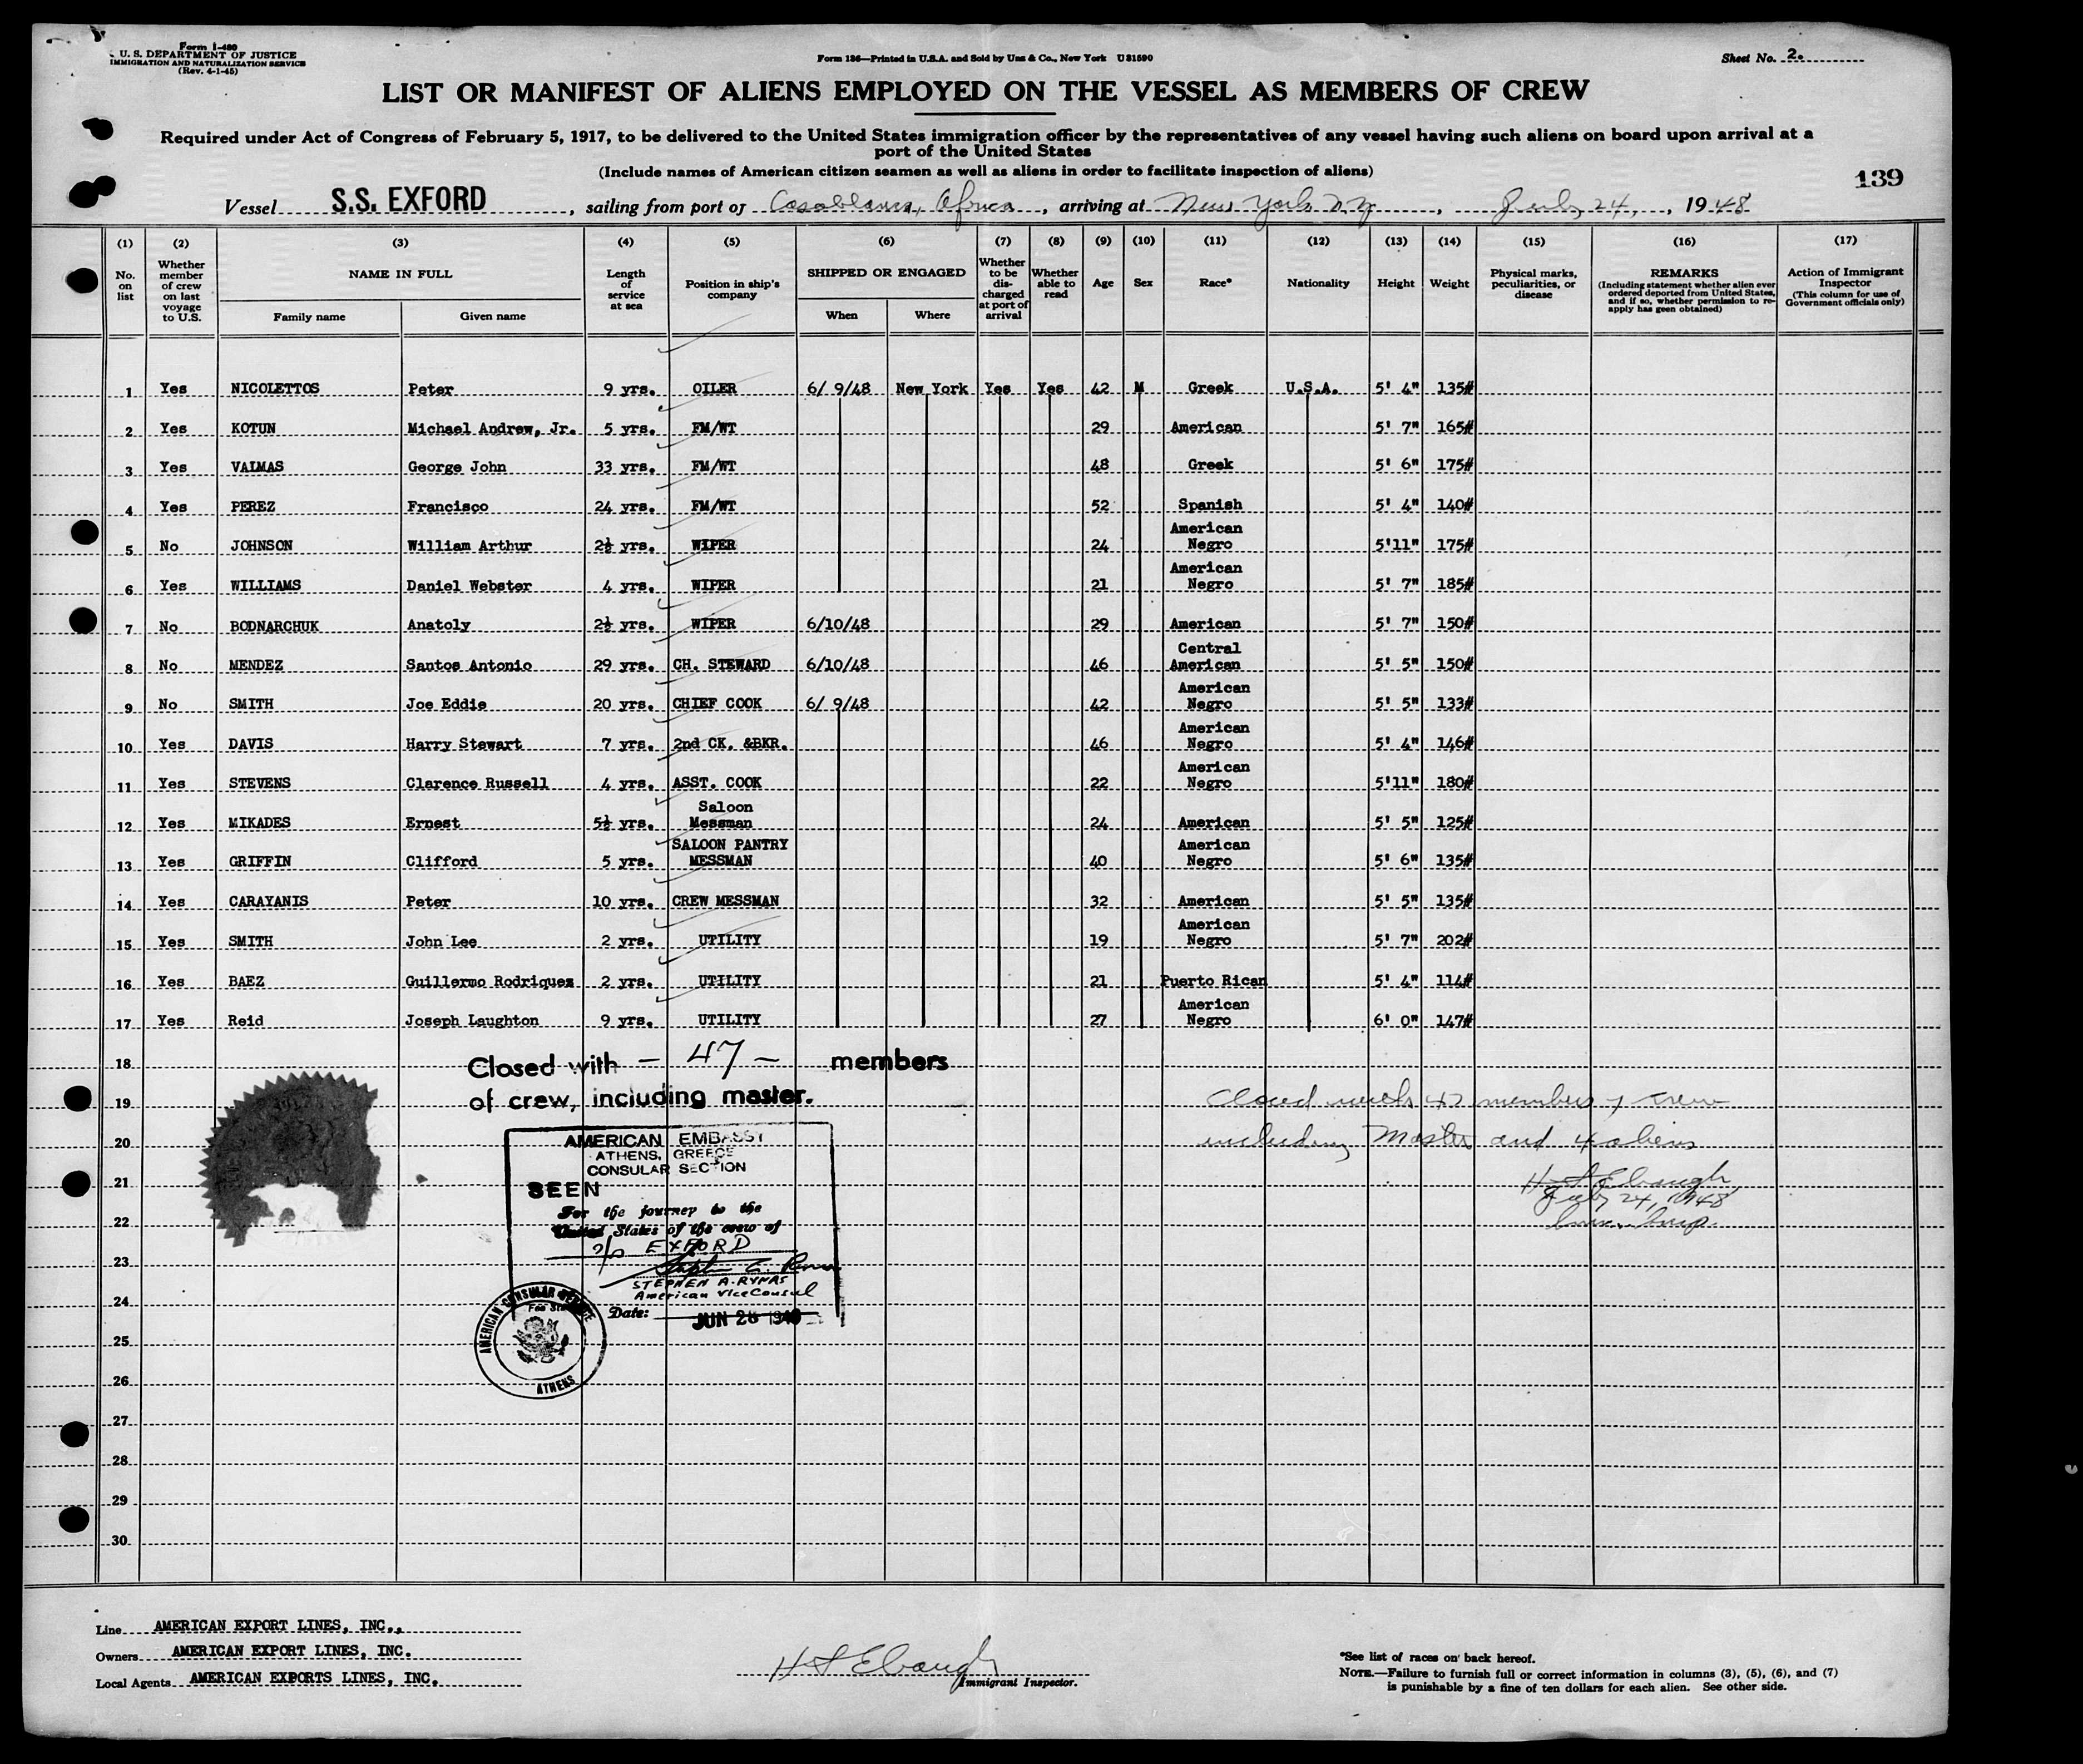 Form I-480
U. S. DEPARTMENT OF JUSTICE
IMMIGRATION AND NATURALIZATION SERVICE
(Rev. 4-1-45)
Form 136—Printed in U.S.A. and Sold by Unz & Co., New York U 81590
Sheet No. 2.
LIST OR MANIFEST OF ALIENS EMPLOYED ON THE VESSEL AS MEMBERS OF CREW
Required under Act of Congress of February 5, 1917, to be delivered to the United States immigration officer by the representatives of any vessel having such aliens on board upon arrival at a
port of the United States
(Include names of American citizen seamen as well as aliens in order to facilitate inspection of aliens)
139
Vessel S.S. EXFORD, sailing from port of Casablanca, Africa, arriving at New York N.Y., July 24, 1948
(1) (2) (3) (4) (5) (6) (7) (8) (9) (10) (11) (12) (13) (14) (15) (16) (17)
No. on list
Whether member of crew on last voyage to U.S.
NAME IN FULL
Family name
Given name
Length of service at sea
Position in ship's company
SHIPPED OR ENGAGED
When
Where
Whether to be discharged at port of arrival
Whether able to read
Age
Sex
Race*
Nationality
Height
Weight
Physical marks, peculiarities, or disease
REMARKS
(Including statement whether alien ever ordered deported from United States, and if so, whether permission to re-apply has geen obtained)
Action of Immigrant Inspector
(This column for use of Government officials only)
1 Yes NICOLETTOS Peter 9 yrs. OILER 6/ 9/48 New York Yes Yes 42 M Greek U.S.A. 5' 4" 135#
2 Yes KOTUN Michael Andrew, Jr. 5 yrs. FM/WT 29 American 5' 7" 165#
3 Yes VALMAS George John 33 yrs. FM/WT 48 Greek 5' 6" 175#
4 Yes PEREZ Francisco 24 yrs. FM/WT 52 Spanish 5' 4" 140#
5 No JOHNSON William Arthur 2½ yrs. WIPER 24 American Negro 5'11" 175#
6 Yes WILLIAMS Daniel Webster 4 yrs. WIPER 21 American Negro 5' 7" 185#
7 No BODNARCHUK Anatoly 2½ yrs. WIPER 6/10/48 29 American 5' 7" 150#
8 No MENDEZ Santos Antonio 29 yrs. CH. STEWARD 6/10/48 46 Central American 5' 5" 150#
9 No SMITH Joe Eddie 20 yrs. CHIEF COOK 6/ 9/48 42 American Negro 5' 5" 133#
10 Yes DAVIS Harry Stewart 7 yrs. 2nd CK. &BKR. 46 American Negro 5' 4" 146#
11 Yes STEVENS Clarence Russell 4 yrs. ASST. COOK 22 American Negro 5'11" 180#
12 Yes MIKADES Ernest 5½ yrs. Saloon Messman 24 American 5' 5" 125#
13 Yes GRIFFIN Clifford 5 yrs. SALOON PANTRY MESSMAN 40 American Negro 5' 6" 135#
14 Yes CARAYANIS Peter 10 yrs. CREW MESSMAN 32 American 5' 5" 135#
15 Yes SMITH John Lee 2 yrs. UTILITY 19 American Negro 5' 7" 202#
16 Yes BAEZ Guillermo Rodriquez 2 yrs. UTILITY 21 Puerto Rican 5' 4" 114#
17 Yes Reid Joseph Laughton 9 yrs. UTILITY 27 American Negro 6' 0" 147#
18
Closed with – 47 – members
19
of crew, including master.
Closed with 47 members of crew
20
including Master and 4 aliens
AMERICAN EMBASSY
ATHENS, GREECE
CONSULAR SECTION
21
SEEN
H S Ebaugh
July 24, 1948
Imm. Insp.
22
For the journey to the
United States of the crew of
S/S EXFORD
23
STEPHEN A. RYNAS
American Vice Consul
24
Date: JUN 28 1948
AMERICAN CONSULAR SERVICE
ATHENS
25
26
27
28
29
30
Line AMERICAN EXPORT LINES, INC.,
Owners AMERICAN EXPORT LINES, INC.
Local Agents AMERICAN EXPORTS LINES, INC.
H S Ebaugh
Immigrant Inspector.
*See list of races on back hereof.
NOTE.—Failure to furnish full or correct information in columns (3), (5), (6), and (7)
is punishable by a fine of ten dollars for each alien. See other side.